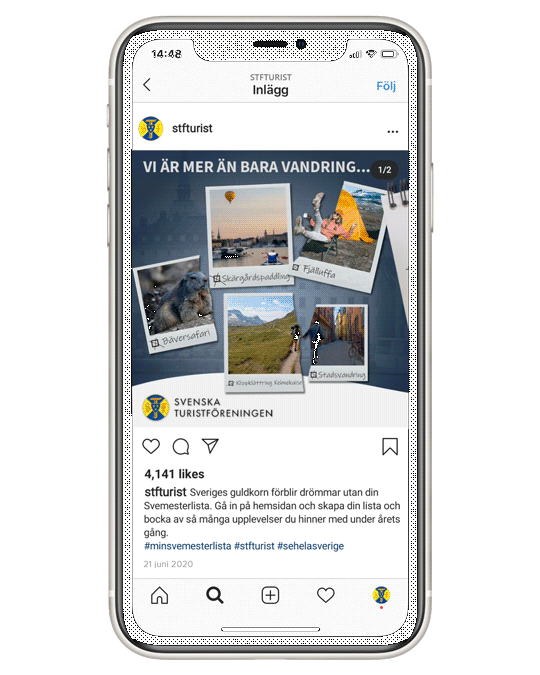 14:48
STFTURIST
Inlägg
Följ
stfturist
VI ÄR MER ÄN BARA VANDRING...
1/2
Skärgårdspaddling
Fjälluffa
Bäversafari
Klippklättring Kebnekaise
Stadsvandring
SVENSKA
TURISTFÖRENINGEN
4,141 likes
stfturist Sveriges guldkorn förblir drömmar utan din
Svemesterlista. Gå in på hemsidan och skapa din lista och
bocka av så många upplevelser du hinner med under årets
gång.
#minsvemesterlista #stfturist #sehelasverige
21 juni 2020